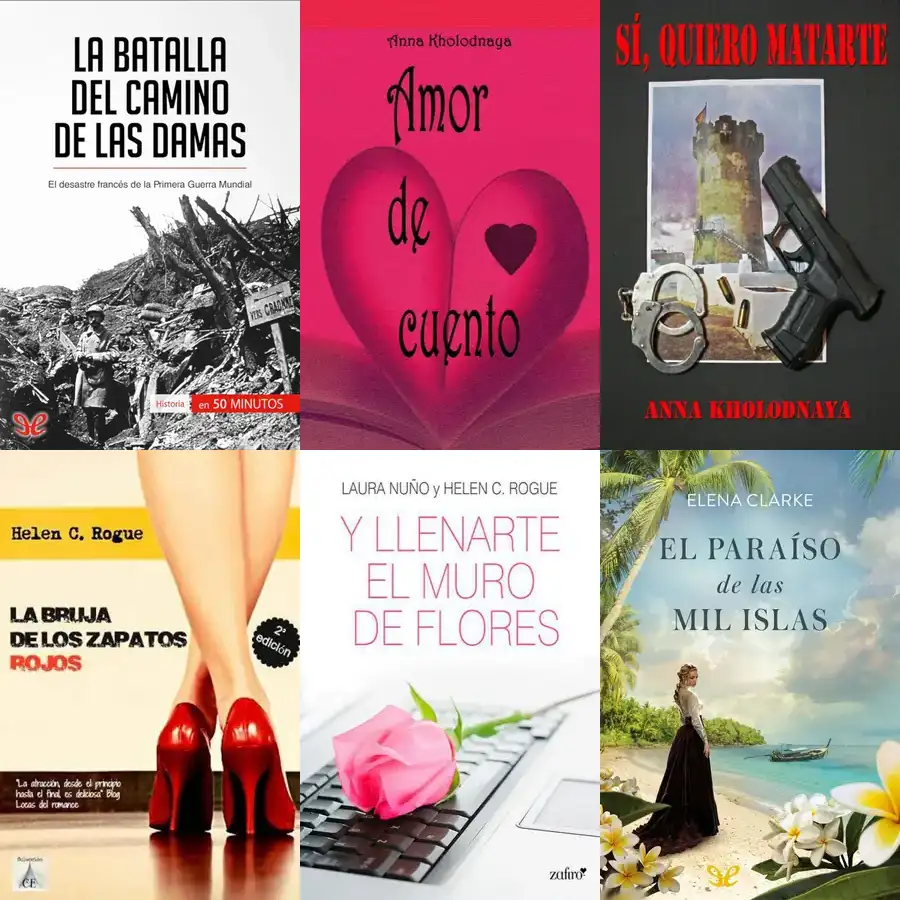 LA BATALLA
DEL CAMINO
DE LAS DAMAS
El desastre francés de la Primera Guerra Mundial
VERS CRAONNE
Historia en 50 MINUTOS
Anna Kholodnaya
Amor
de
cuento
SÍ, QUIERO MATARTE
ANNA KHOLODNAYA
Helen C. Rogue
LA BRUJA
DE LOS ZAPATOS
ROJOS
2ª
edición
"La atracción, desde el principio
hasta el final, es deliciosa" Blog
Locas del romance
CE
LAURA NUÑO y HELEN C. ROGUE
Y LLENARTE
EL MURO
DE FLORES
zafiro
ELENA CLARKE
EL PARAÍSO
de las
MIL ISLAS